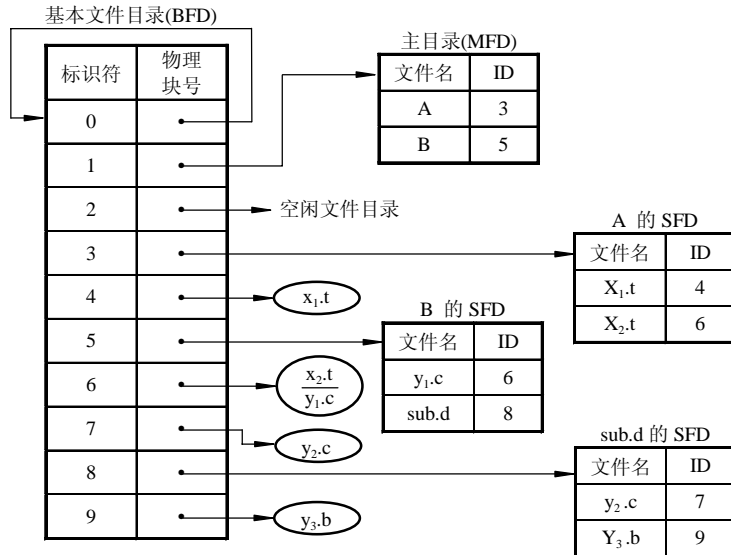 基本文件目录(BFD)
标识符 物理块号
0
1
2
3
4
5
6
7
8
9
主目录(MFD)
文件名 ID
A 3
B 5
空闲文件目录
A 的 SFD
文件名 ID
X₁.t 4
X₂.t 6
x₁.t
B 的 SFD
文件名 ID
y₁.c 6
sub.d 8
x₂.t
y₁.c
y₂.c
sub.d 的 SFD
文件名 ID
y₂.c 7
Y₃.b 9
y₃.b